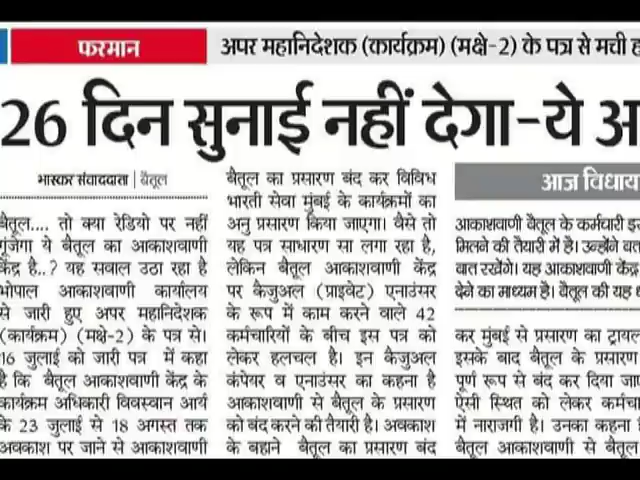 फरमान
अपर महानिदेशक (कार्यक्रम) (मक्षे-2) के पत्र से मची
26 दिन सुनाई नहीं देगा-ये
भास्कर संवाददाता | बैतूल
बैतूल.... तो क्या रेडियो पर नहीं
गूंजेगा ये बैतूल का आकाशवाणी
केंद्र है..? यह सवाल उठा रहा है
भोपाल आकाशवाणी कार्यालय
से जारी हुए अपर महानिदेशक
(कार्यक्रम) (मक्षे-2) के पत्र से।
16 जुलाई को जारी पत्र में कहा
है कि बैतूल आकाशवाणी केंद्र के
कार्यक्रम अधिकारी विवस्वान आर्य
के 23 जुलाई से 18 अगस्त तक
अवकाश पर जाने से आकाशवाणी
बैतूल का प्रसारण बंद कर विविध
भारती सेवा मुंबई के कार्यक्रमों का
अनु प्रसारण किया जाएगा। वैसे तो
यह पत्र साधारण सा लगा रहा है,
लेकिन बैतूल आकाशवाणी केंद्र
पर कैजुअल (प्राइवेट) एनाउंसर
के रूप में काम करने वाले 42
कर्मचारियों के बीच इस पत्र को
लेकर हलचल है। इन कैजुअल
कंपेयर व एनाउंसर का कहना है
आकाशवाणी से बैतूल के प्रसारण
को बंद करने की तैयारी है। अवकाश
के बहाने बैतूल का प्रसारण बंद
आज विधाय
आकाशवाणी बैतूल के कर्मचारी इस
मिलने की तैयारी में है। उन्होंने बत
बात रखेंगे। यह आकाशवाणी केंद्र
देने का माध्यम है। बैतूल की यह ध
कर मुंबई से प्रसारण का ट्रायल
इसके बाद बैतूल के प्रसारण
पूर्ण रूप से बंद कर दिया जाए
ऐसी स्थित को लेकर कर्मचा
में नाराजगी है। उनका कहना
बैतूल आकाशवाणी से बैतूल